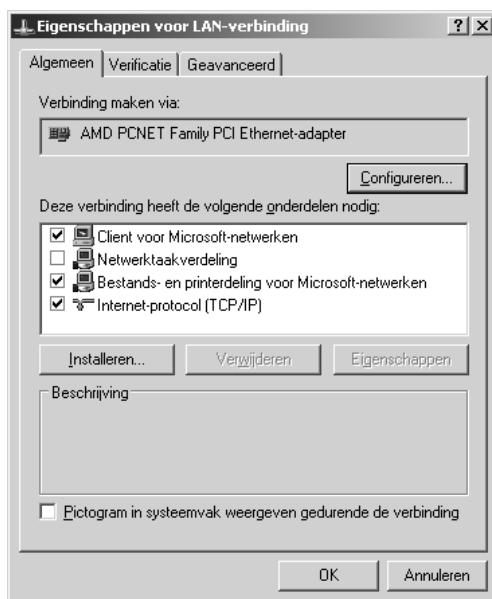 Eigenschappen voor LAN-verbinding
Algemeen Verificatie Geavanceerd
Verbinding maken via:
AMD PCNET Family PCI Ethernet-adapter
Configureren...
Deze verbinding heeft de volgende onderdelen nodig:
Client voor Microsoft-netwerken
Netwerktaakverdeling
Bestands- en printerdeling voor Microsoft-netwerken
Internet-protocol (TCP/IP)
Installeren... Verwijderen Eigenschappen
Beschrijving
Pictogram in systeemvak weergeven gedurende de verbinding
OK Annuleren